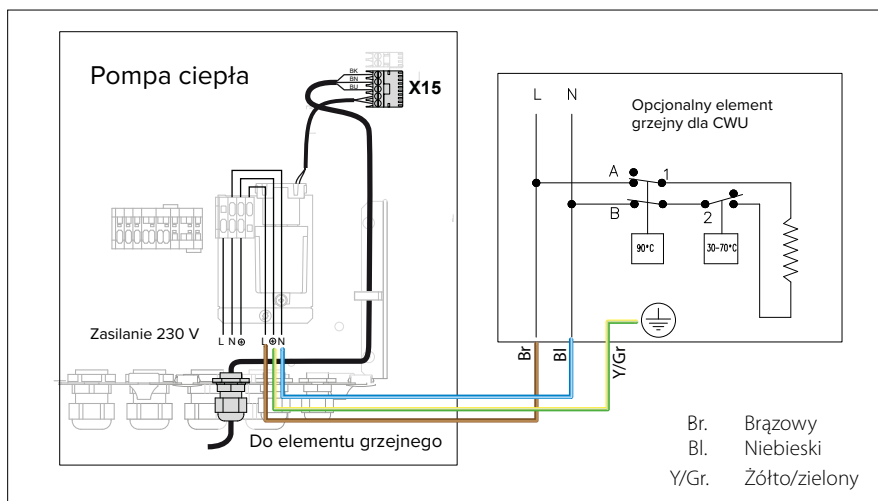 Pompa ciepła
BK
BN
BU
X15
Zasilanie 230 V
L N ⏚
L ⏚ N
Do elementu grzejnego
L N
Opcjonalny element
grzejny dla CWU
A 1
B 2
90°C
30-70°C
Br
Bl
Y/Gr
Br. Brązowy
Bl. Niebieski
Y/Gr. Żółto/zielony